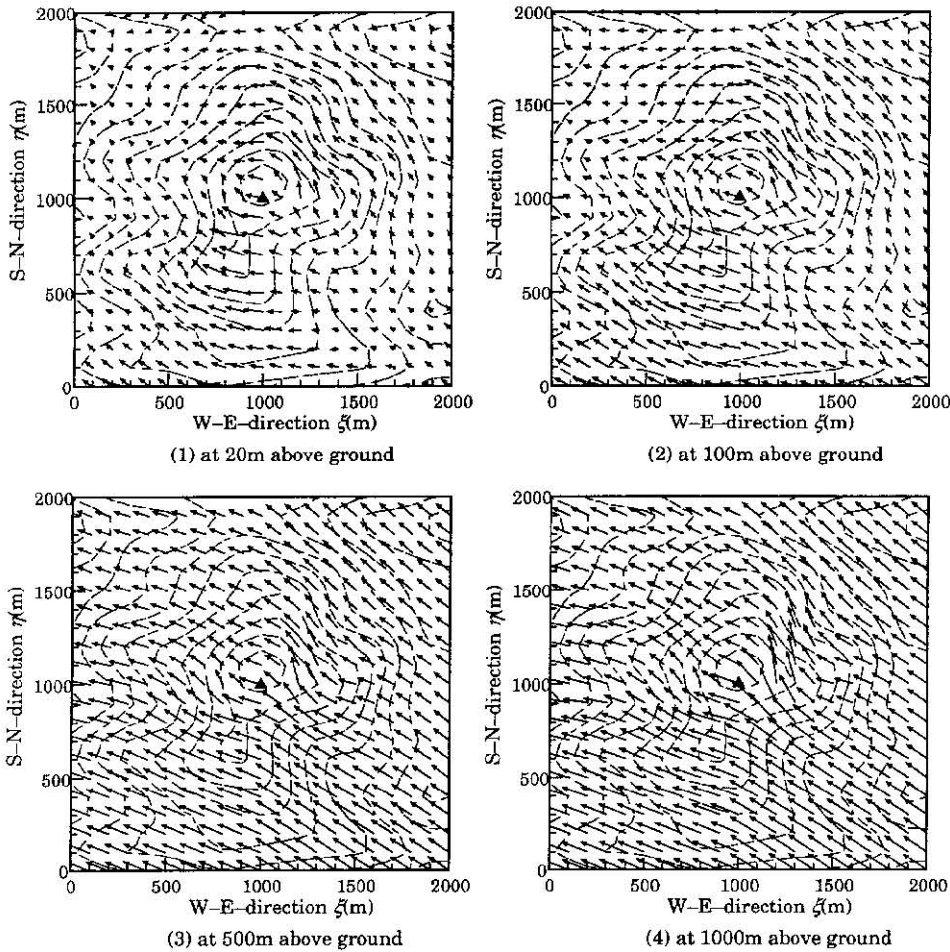 2000
1500
1000
500
0
S–N–direction η(m)
0 500 1000 1500 2000
W–E–direction ξ(m)
(1) at 20m above ground
2000
1500
1000
500
0
S–N–direction η(m)
0 500 1000 1500 2000
W–E–direction ξ(m)
(2) at 100m above ground
2000
1500
1000
500
0
S–N–direction η(m)
0 500 1000 1500 2000
W–E–direction ξ(m)
(3) at 500m above ground
2000
1500
1000
500
0
S–N–direction η(m)
0 500 1000 1500 2000
W–E–direction ξ(m)
(4) at 1000m above ground